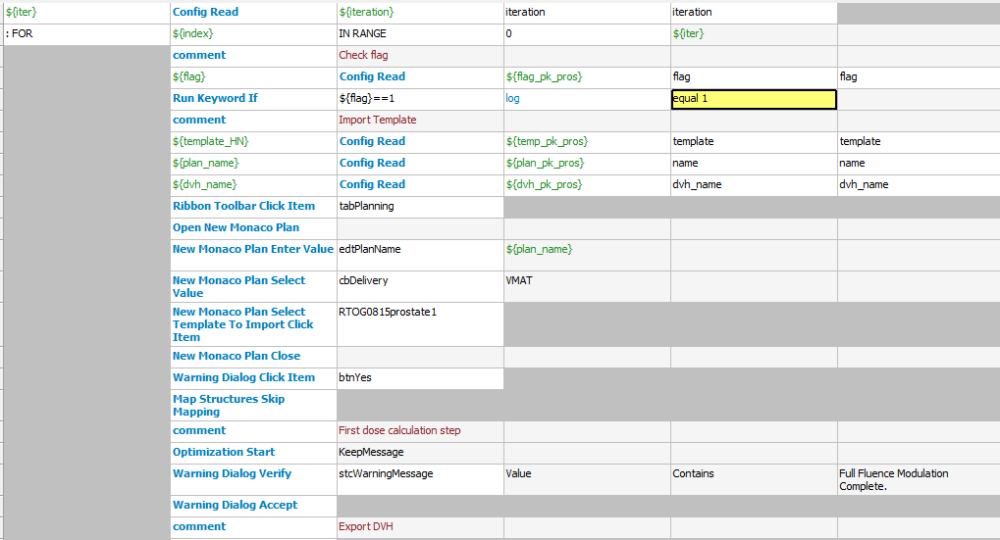 ${iter} Config Read ${iteration} iteration iteration
: FOR ${index} IN RANGE 0 ${iter}
comment Check flag
${flag} Config Read ${flag_pk_pros} flag flag
Run Keyword If ${flag}==1 log equal 1
comment Import Template
${template_HN} Config Read ${temp_pk_pros} template template
${plan_name} Config Read ${plan_pk_pros} name name
${dvh_name} Config Read ${dvh_pk_pros} dvh_name dvh_name
Ribbon Toolbar Click Item tabPlanning
Open New Monaco Plan
New Monaco Plan Enter Value edtPlanName ${plan_name}
New Monaco Plan Select cbDelivery VMAT
Value
New Monaco Plan Select RTOG0815prostate1
Template To Import Click
Item
New Monaco Plan Close
Warning Dialog Click Item btnYes
Map Structures Skip
Mapping
comment First dose calculation step
Optimization Start KeepMessage
Warning Dialog Verify stcWarningMessage Value Contains Full Fluence Modulation
Complete.
Warning Dialog Accept
comment Export DVH